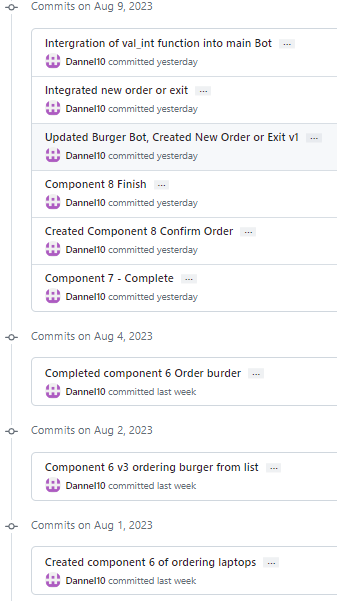 Commits on Aug 9, 2023
Intergration of val_int function into main Bot ...
Dannel10 committed yesterday
Integrated new order or exit ...
Dannel10 committed yesterday
Updated Burger Bot, Created New Order or Exit v1 ...
Dannel10 committed yesterday
Component 8 Finish ...
Dannel10 committed yesterday
Created Component 8 Confirm Order ...
Dannel10 committed yesterday
Component 7 - Complete ...
Dannel10 committed yesterday
Commits on Aug 4, 2023
Completed component 6 Order burder ...
Dannel10 committed last week
Commits on Aug 2, 2023
Component 6 v3 ordering burger from list ...
Dannel10 committed last week
Commits on Aug 1, 2023
Created component 6 of ordering laptops ...
Dannel10 committed last week